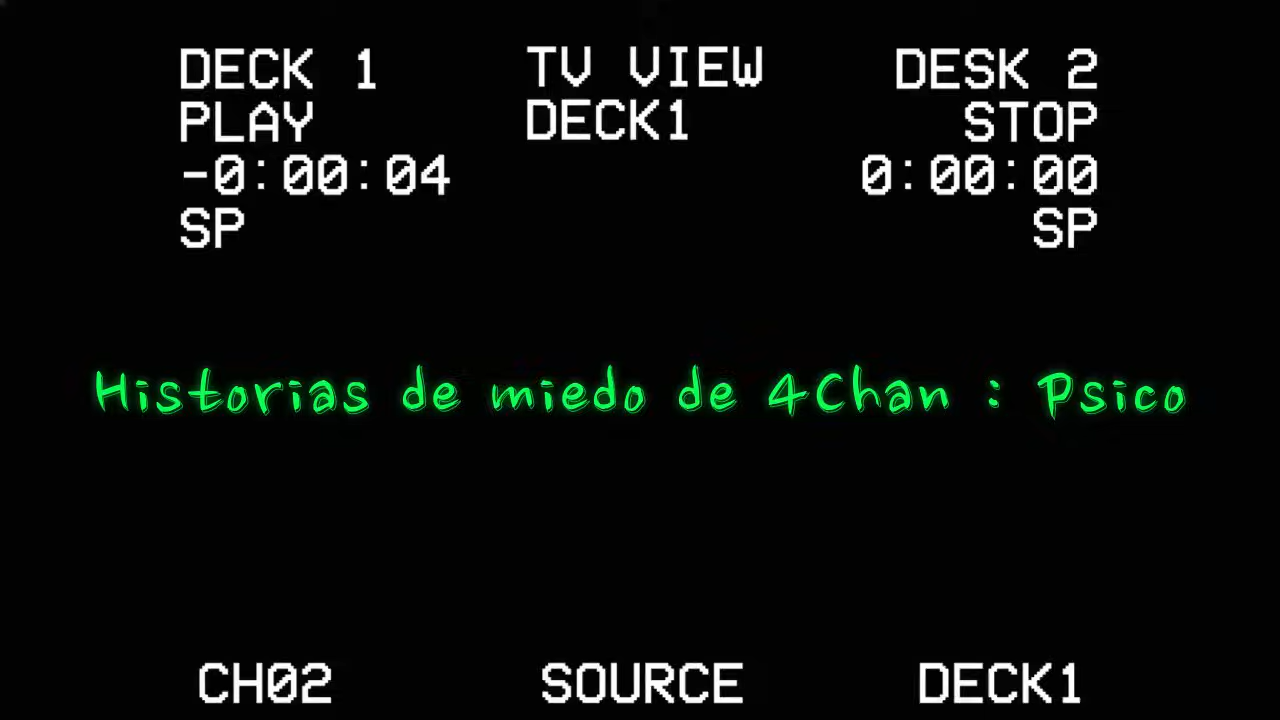 DECK 1 TV VIEW DESK 2
PLAY DECK1 STOP
-0:00:04 0:00:00
SP SP
Historias de miedo de 4Chan : Psico
CH02 SOURCE DECK1